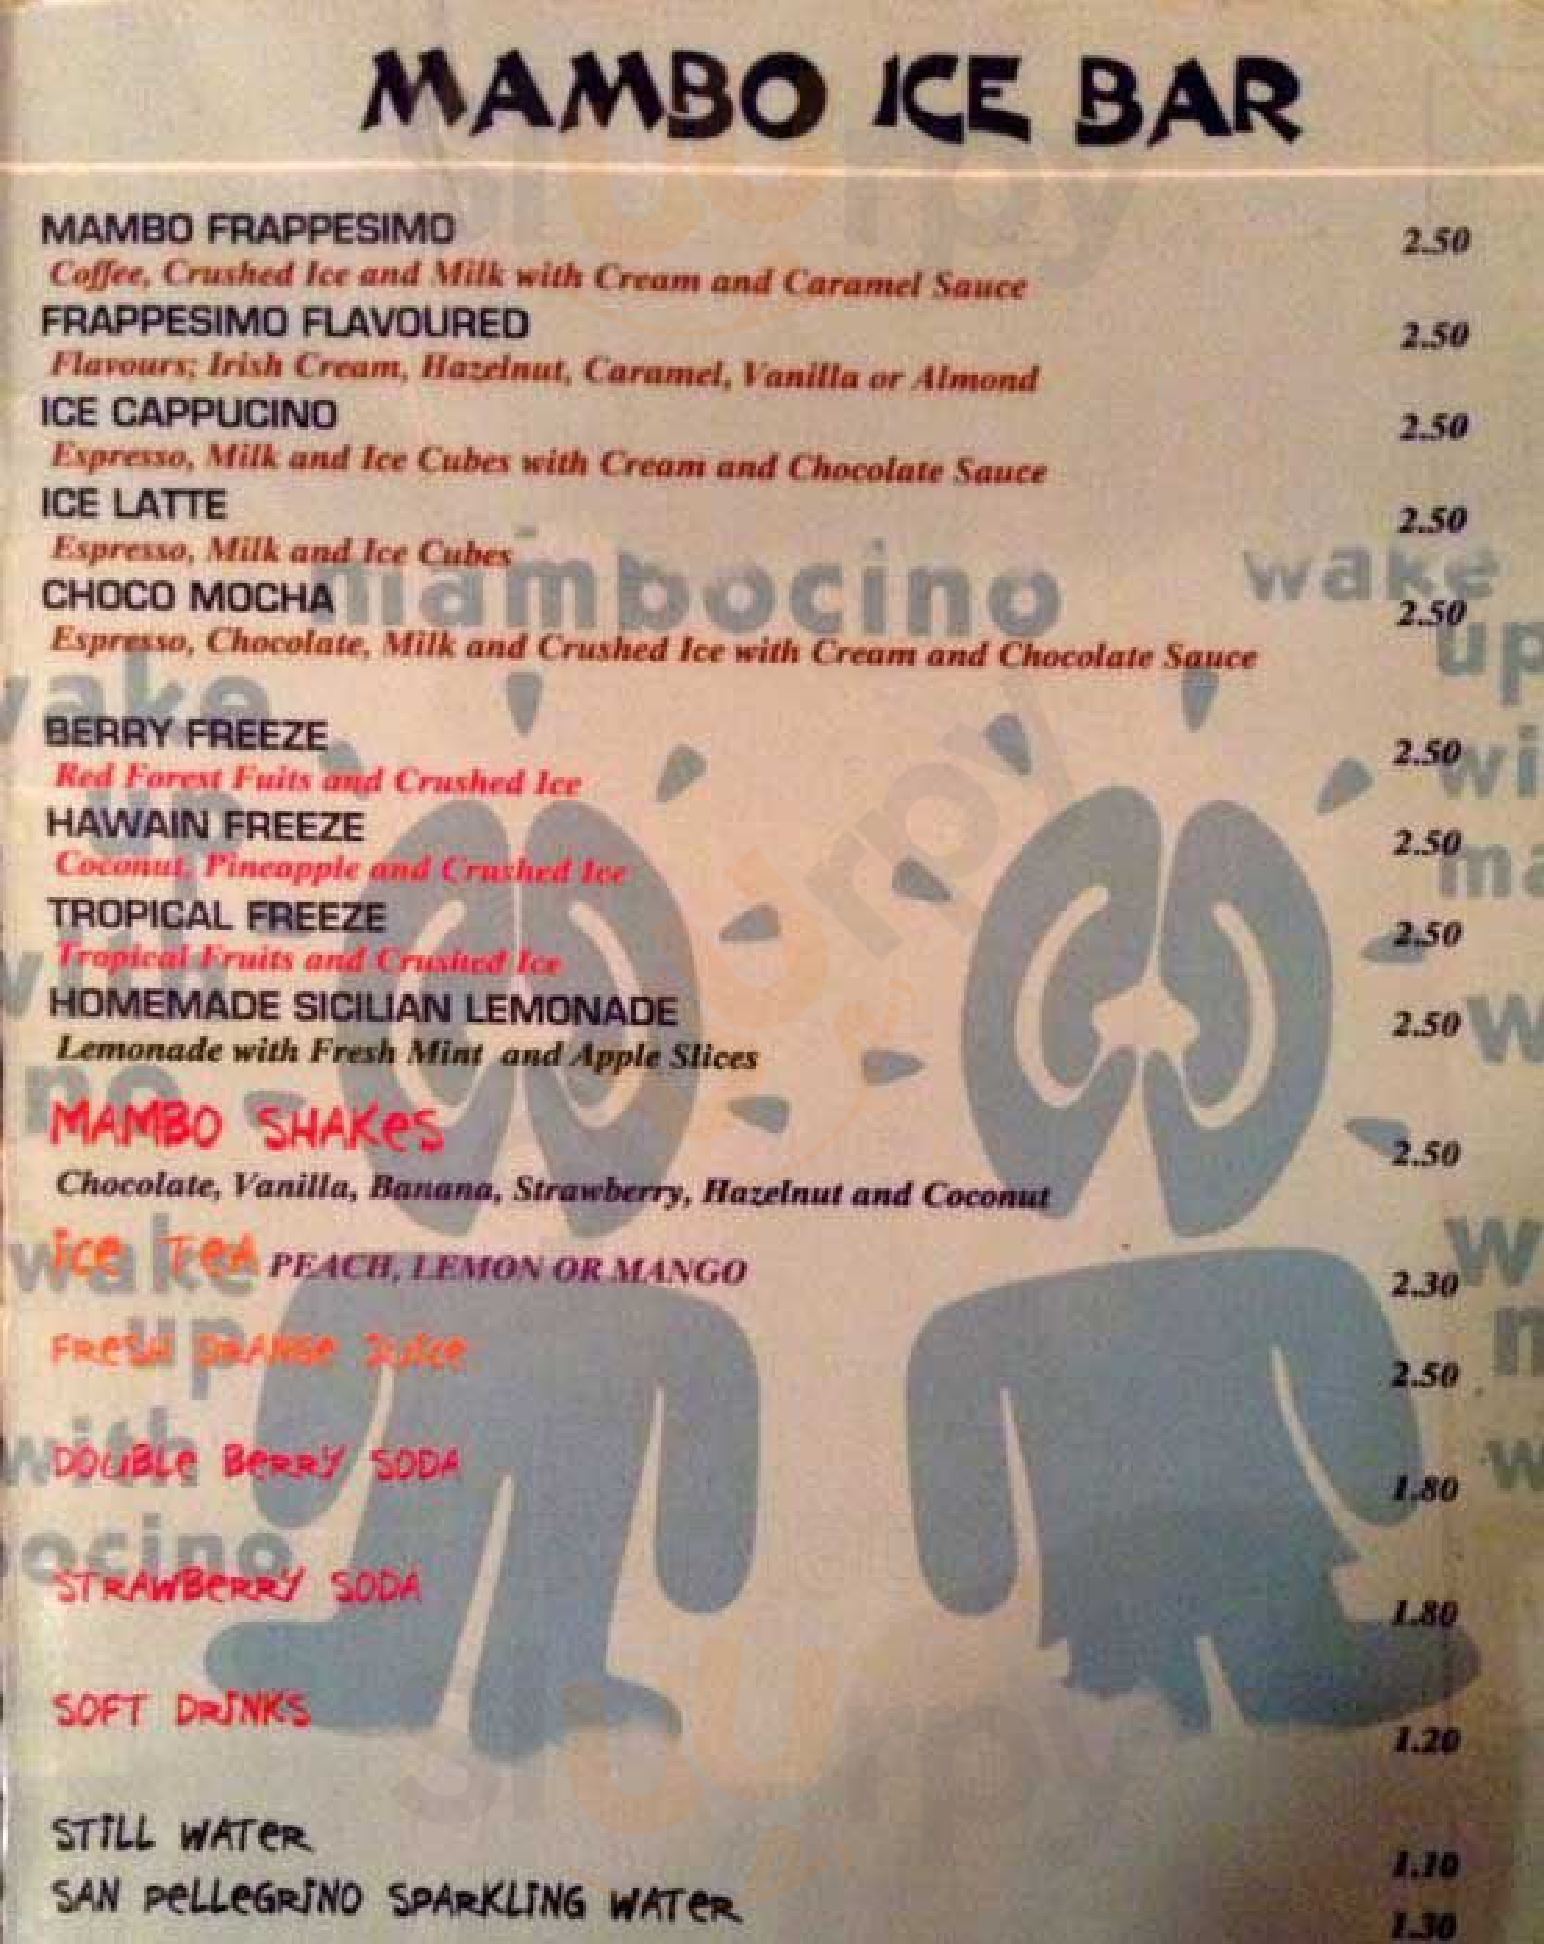 MAMBO ICE BAR
MAMBO FRAPPESIMO 2.50
Coffee, Crushed Ice and Milk with Cream and Caramel Sauce
FRAPPESIMO FLAVOURED 2.50
Flavours; Irish Cream, Hazelnut, Caramel, Vanilla or Almond
ICE CAPPUCINO 2.50
Espresso, Milk and Ice Cubes with Cream and Chocolate Sauce
ICE LATTE 2.50
Espresso, Milk and Ice Cubes
mambocino wake
CHOCO MOCHA 2.50
up
Espresso, Chocolate, Milk and Crushed Ice with Cream and Chocolate Sauce
wake
BERRY FREEZE 2.50
Red Forest Fuits and Crushed Ice
up
HAWAIN FREEZE 2.50
Coconut, Pineapple and Crushed Ice
TROPICAL FREEZE 2.50
Tropical Fruits and Crushed Ice
HOMEMADE SICILIAN LEMONADE 2.50
Lemonade with Fresh Mint and Apple Slices
MAMBO SHAKES 2.50
Chocolate, Vanilla, Banana, Strawberry, Hazelnut and Coconut
ICE TEA PEACH, LEMON OR MANGO 2.30
wake
FRESH ORANGE JUICE 2.50
up
with
DOUBLE BERRY SODA 1.80
ocino
STRAWBERRY SODA 1.80
SOFT DRINKS 1.20
STILL WATER 1.10
SAN PELLEGRINO SPARKLING WATER 1.30